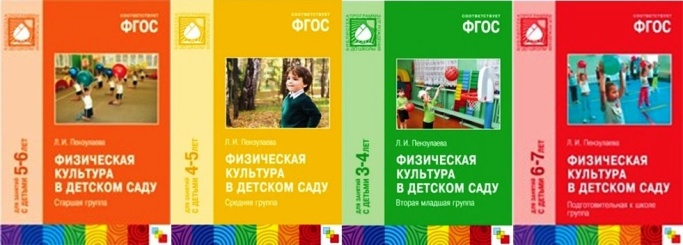 СООТВЕТСТВУЕТ
ФГОС
Л. И. Пензулаева
ФИЗИЧЕСКАЯ
КУЛЬТУРА
В ДЕТСКОМ САДУ
Старшая группа
ДЛЯ ЗАНЯТИЙ
С ДЕТЬМИ 5-6 ЛЕТ
СООТВЕТСТВУЕТ
ФГОС
Л. И. Пензулаева
ФИЗИЧЕСКАЯ
КУЛЬТУРА
В ДЕТСКОМ САДУ
Средняя группа
ДЛЯ ЗАНЯТИЙ
С ДЕТЬМИ 4-5 ЛЕТ
СООТВЕТСТВУЕТ
ФГОС
Л. И. Пензулаева
ФИЗИЧЕСКАЯ
КУЛЬТУРА
В ДЕТСКОМ САДУ
Вторая младшая группа
ДЛЯ ЗАНЯТИЙ
С ДЕТЬМИ 3-4 ЛЕТ
СООТВЕТСТВУЕТ
ФГОС
Л. И. Пензулаева
ФИЗИЧЕСКАЯ
КУЛЬТУРА
В ДЕТСКОМ САДУ
Подготовительная к школе
группа
ДЛЯ ЗАНЯТИЙ
С ДЕТЬМИ 6-7 ЛЕТ